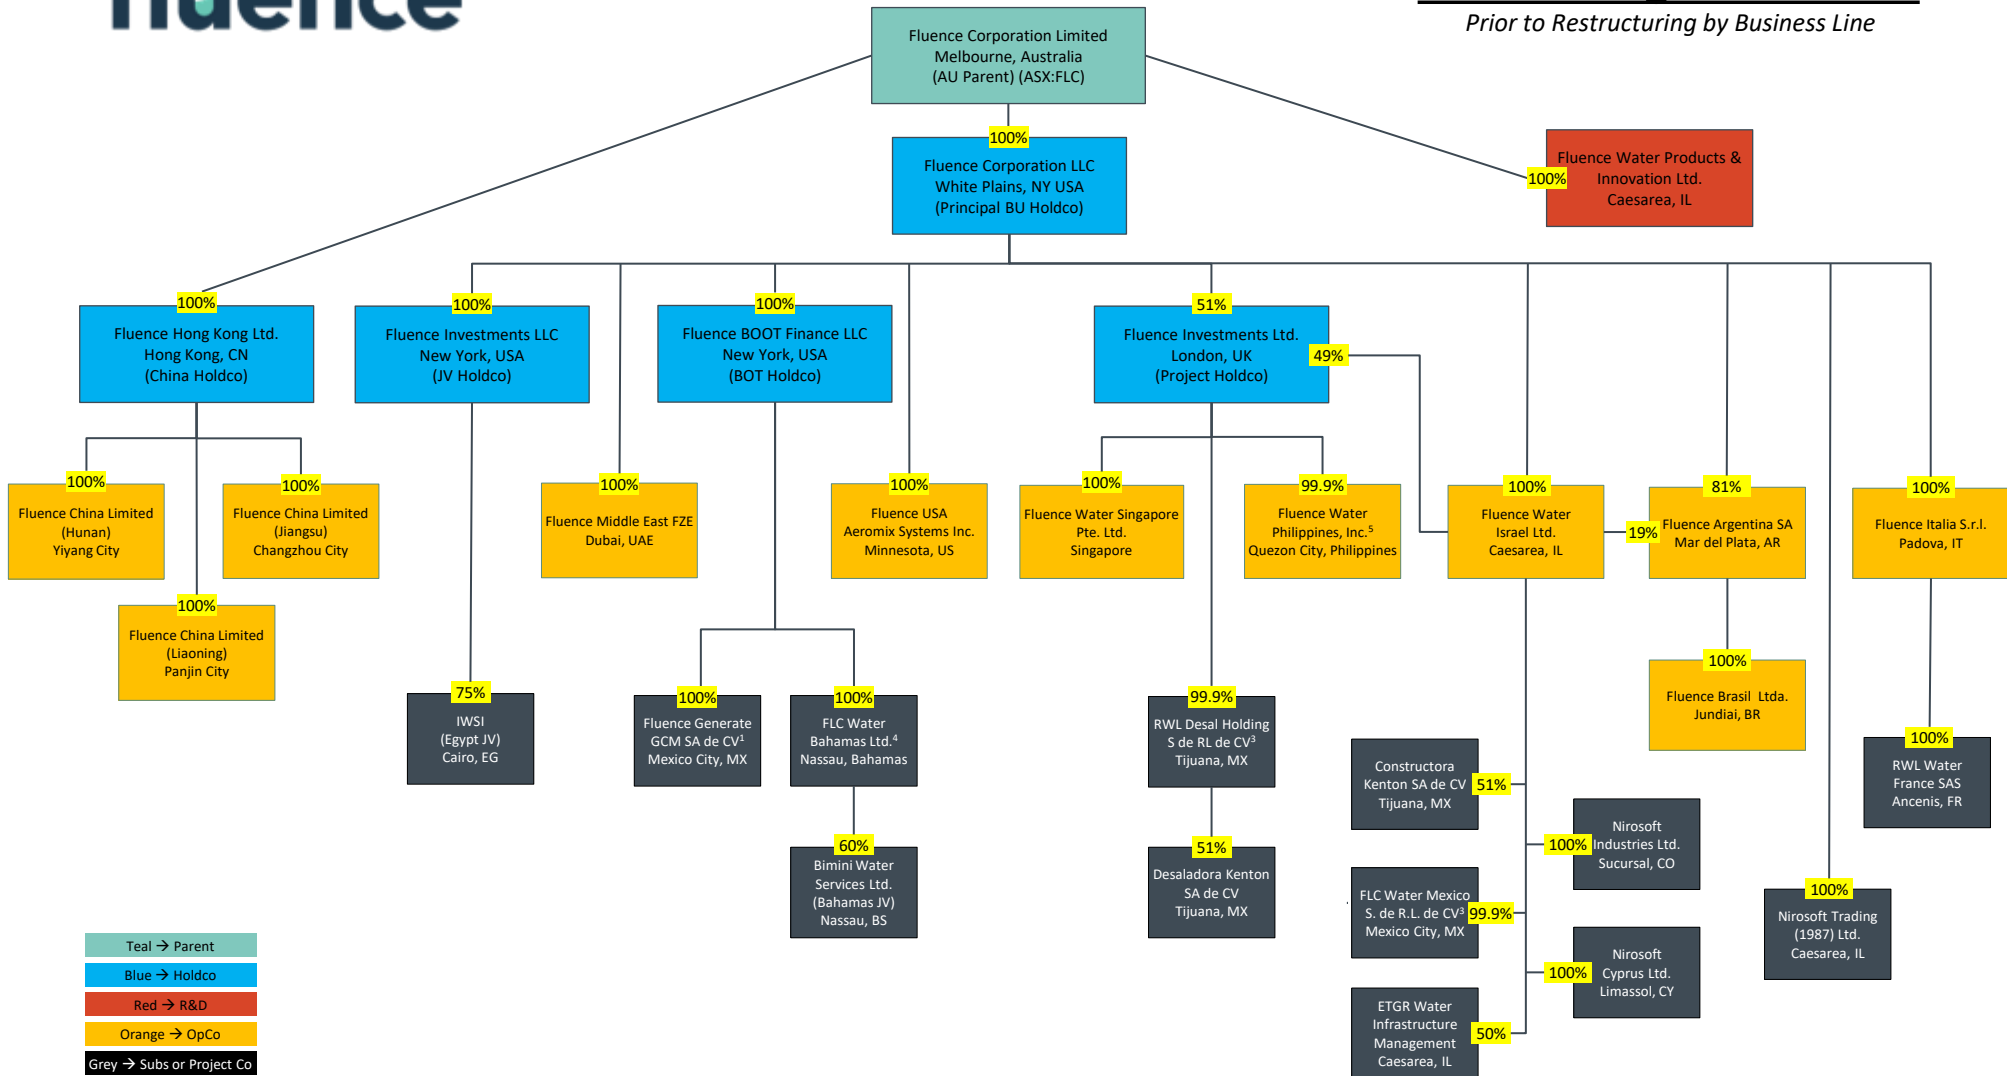 fluence
Prior to Restructuring by Business Line
Fluence Corporation Limited
Melbourne, Australia
(AU Parent) (ASX:FLC)
100%
Fluence Corporation LLC
White Plains, NY USA
(Principal BU Holdco)
100%
Fluence Water Products &
Innovation Ltd.
Caesarea, IL
100%
Fluence Hong Kong Ltd.
Hong Kong, CN
(China Holdco)
100%
Fluence Investments LLC
New York, USA
(JV Holdco)
100%
Fluence BOOT Finance LLC
New York, USA
(BOT Holdco)
51%
Fluence Investments Ltd.
London, UK
(Project Holdco)
49%
100%
Fluence China Limited
(Hunan)
Yiyang City
100%
Fluence China Limited
(Jiangsu)
Changzhou City
100%
Fluence China Limited
(Liaoning)
Panjin City
100%
Fluence Middle East FZE
Dubai, UAE
100%
Fluence USA
Aeromix Systems Inc.
Minnesota, US
100%
Fluence Water Singapore
Pte. Ltd.
Singapore
99.9%
Fluence Water
Philippines, Inc.⁵
Quezon City, Philippines
100%
Fluence Water
Israel Ltd.
Caesarea, IL
19%
81%
Fluence Argentina SA
Mar del Plata, AR
100%
Fluence Italia S.r.l.
Padova, IT
100%
Fluence Brasil Ltda.
Jundiai, BR
75%
IWSI
(Egypt JV)
Cairo, EG
100%
Fluence Generate
GCM SA de CV¹
Mexico City, MX
100%
FLC Water
Bahamas Ltd.⁴
Nassau, Bahamas
60%
Bimini Water
Services Ltd.
(Bahamas JV)
Nassau, BS
99.9%
RWL Desal Holding
S de RL de CV³
Tijuana, MX
51%
Desaladora Kenton
SA de CV
Tijuana, MX
Constructora
Kenton SA de CV
Tijuana, MX
51%
100%
Nirosoft
Industries Ltd.
Sucursal, CO
FLC Water Mexico
S. de R.L. de CV³
Mexico City, MX
99.9%
100%
Nirosoft
Cyprus Ltd.
Limassol, CY
ETGR Water
Infrastructure
Management
Caesarea, IL
50%
100%
Nirosoft Trading
(1987) Ltd.
Caesarea, IL
100%
RWL Water
France SAS
Ancenis, FR
Teal → Parent
Blue → Holdco
Red → R&D
Orange → OpCo
Grey → Subs or Project Co